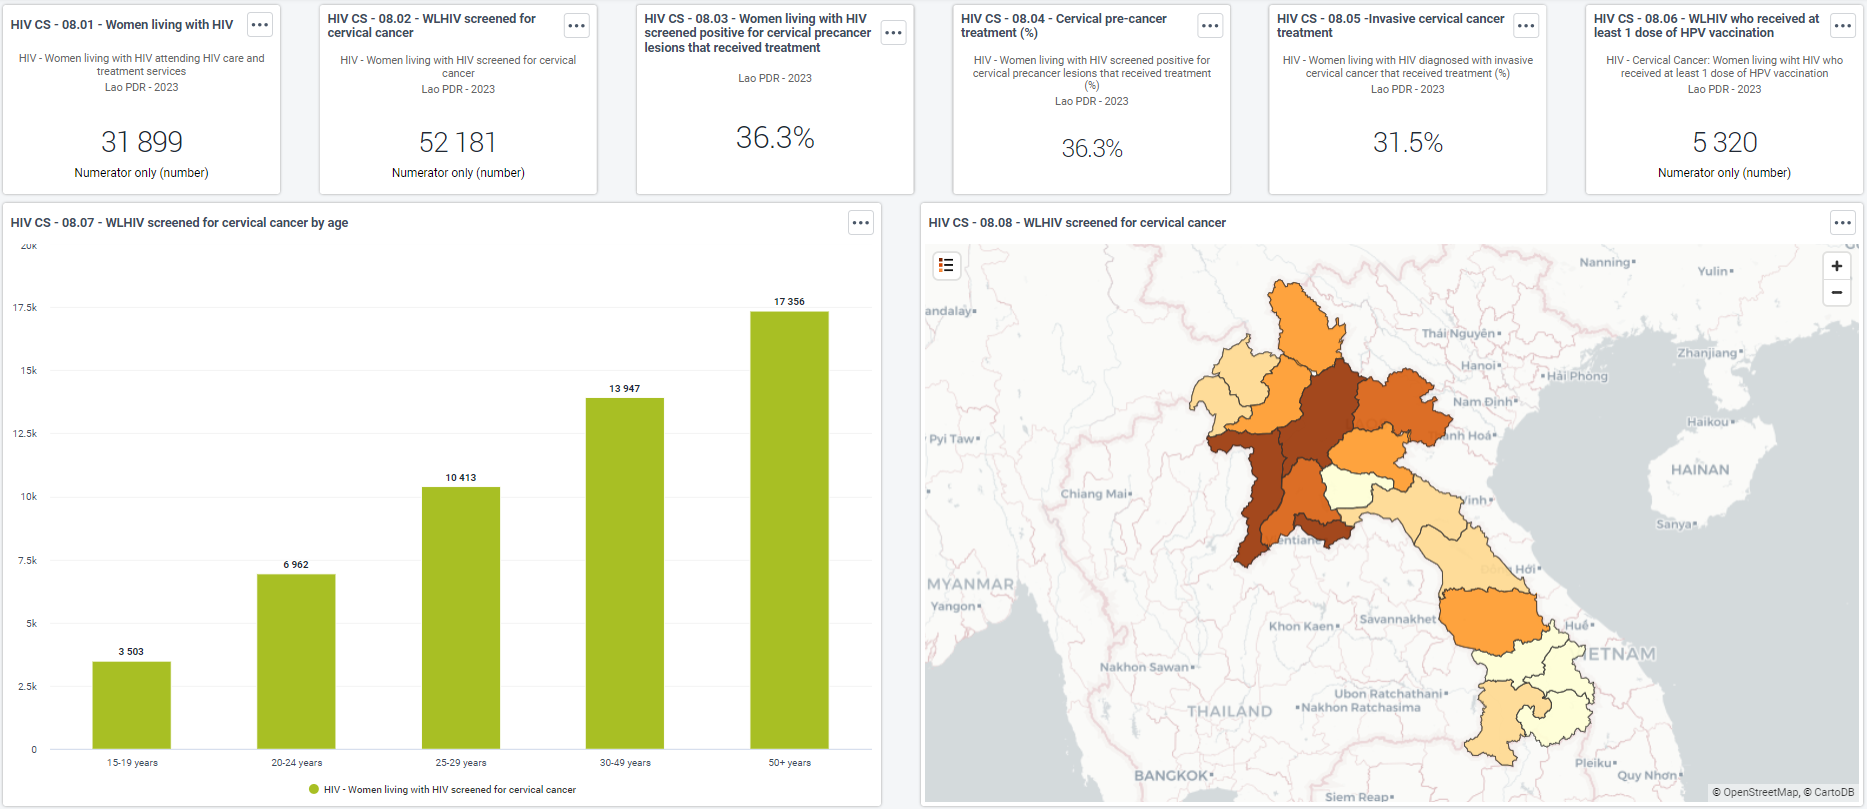 HIV CS - 08.01 - Women living with HIV
HIV - Women living with HIV attending HIV care and
treatment services
Lao PDR - 2023
31 899
Numerator only (number)
HIV CS - 08.02 - WLHIV screened for
cervical cancer
HIV - Women living with HIV screened for cervical
cancer
Lao PDR - 2023
52 181
Numerator only (number)
HIV CS - 08.03 - Women living with HIV
screened positive for cervical precancer
lesions that received treatment
Lao PDR - 2023
36.3%
HIV CS - 08.04 - Cervical pre-cancer
treatment (%)
HIV - Women living with HIV screened positive for
cervical precancer lesions that received treatment
(%)
Lao PDR - 2023
36.3%
HIV CS - 08.05 -Invasive cervical cancer
treatment
HIV - Women living with HIV diagnosed with invasive
cervical cancer that received treatment (%)
Lao PDR - 2023
31.5%
HIV CS - 08.06 - WLHIV who received at
least 1 dose of HPV vaccination
HIV - Cervical Cancer: Women living wiht HIV who
received at least 1 dose of HPV vaccination
Lao PDR - 2023
5 320
Numerator only (number)
HIV CS - 08.07 - WLHIV screened for cervical cancer by age
20k
17.5k
15k
12.5k
10k
7.5k
5k
2.5k
0
3 503
6 962
10 413
13 947
17 356
15-19 years
20-24 years
25-29 years
30-49 years
50+ years
HIV - Women living with HIV screened for cervical cancer
HIV CS - 08.08 - WLHIV screened for cervical cancer
+
−
Nanning
Yulin
andalay
Thái Nguyên
Zhanjiang
Hanoi
Hải Phòng
Nam Định
Haikou
Pyi Taw
anh Hoá
HAINAN
Chiang Mai
Vinh
Sanya
entiane
MYANMAR
Hới
Yangon
Khon Kaen
Savannakhet
Huế
IETNAM
Nakhon Sawan
Ubon Ratchathani
THAILAND
Nakhon Ratchasima
Pleiku
BANGKOK
Quy Nhơn
Siem Reap
© OpenStreetMap, © CartoDB